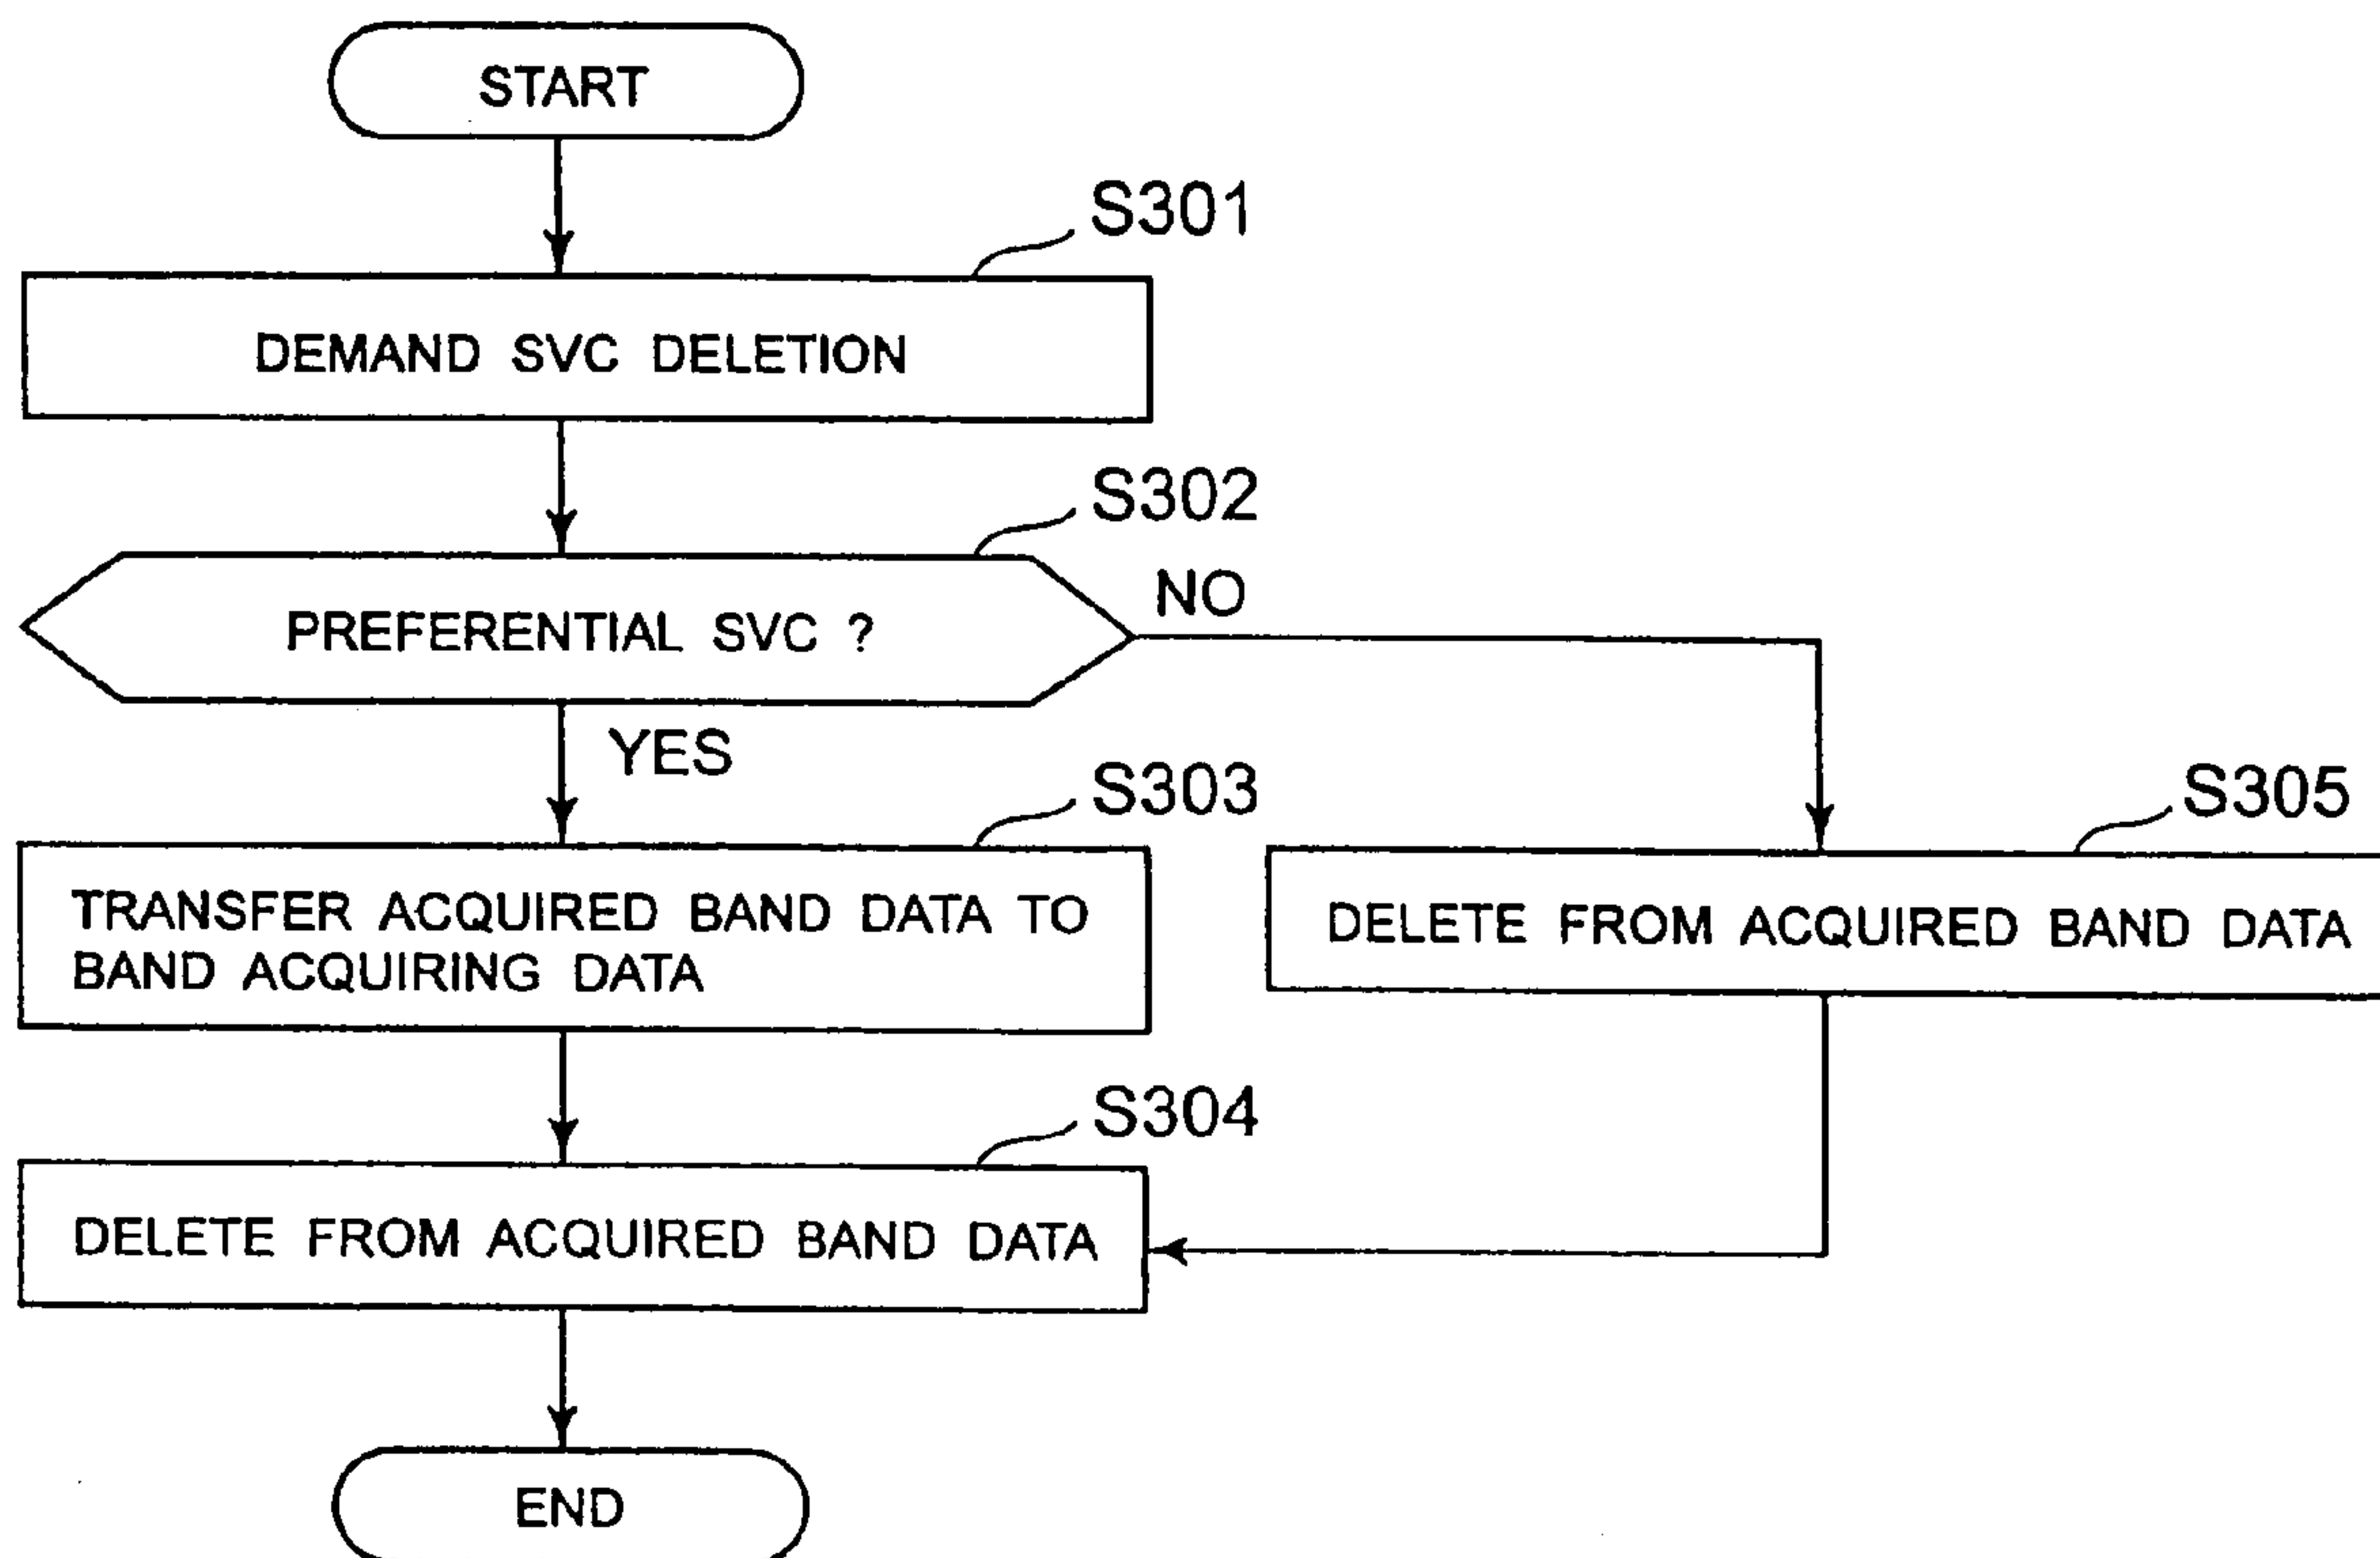 START
S301
DEMAND SVC DELETION
S302
PREFERENTIAL SVC ?
NO
YES
S303
TRANSFER ACQUIRED BAND DATA TO
BAND ACQUIRING DATA
S305
DELETE FROM ACQUIRED BAND DATA
S304
DELETE FROM ACQUIRED BAND DATA
END